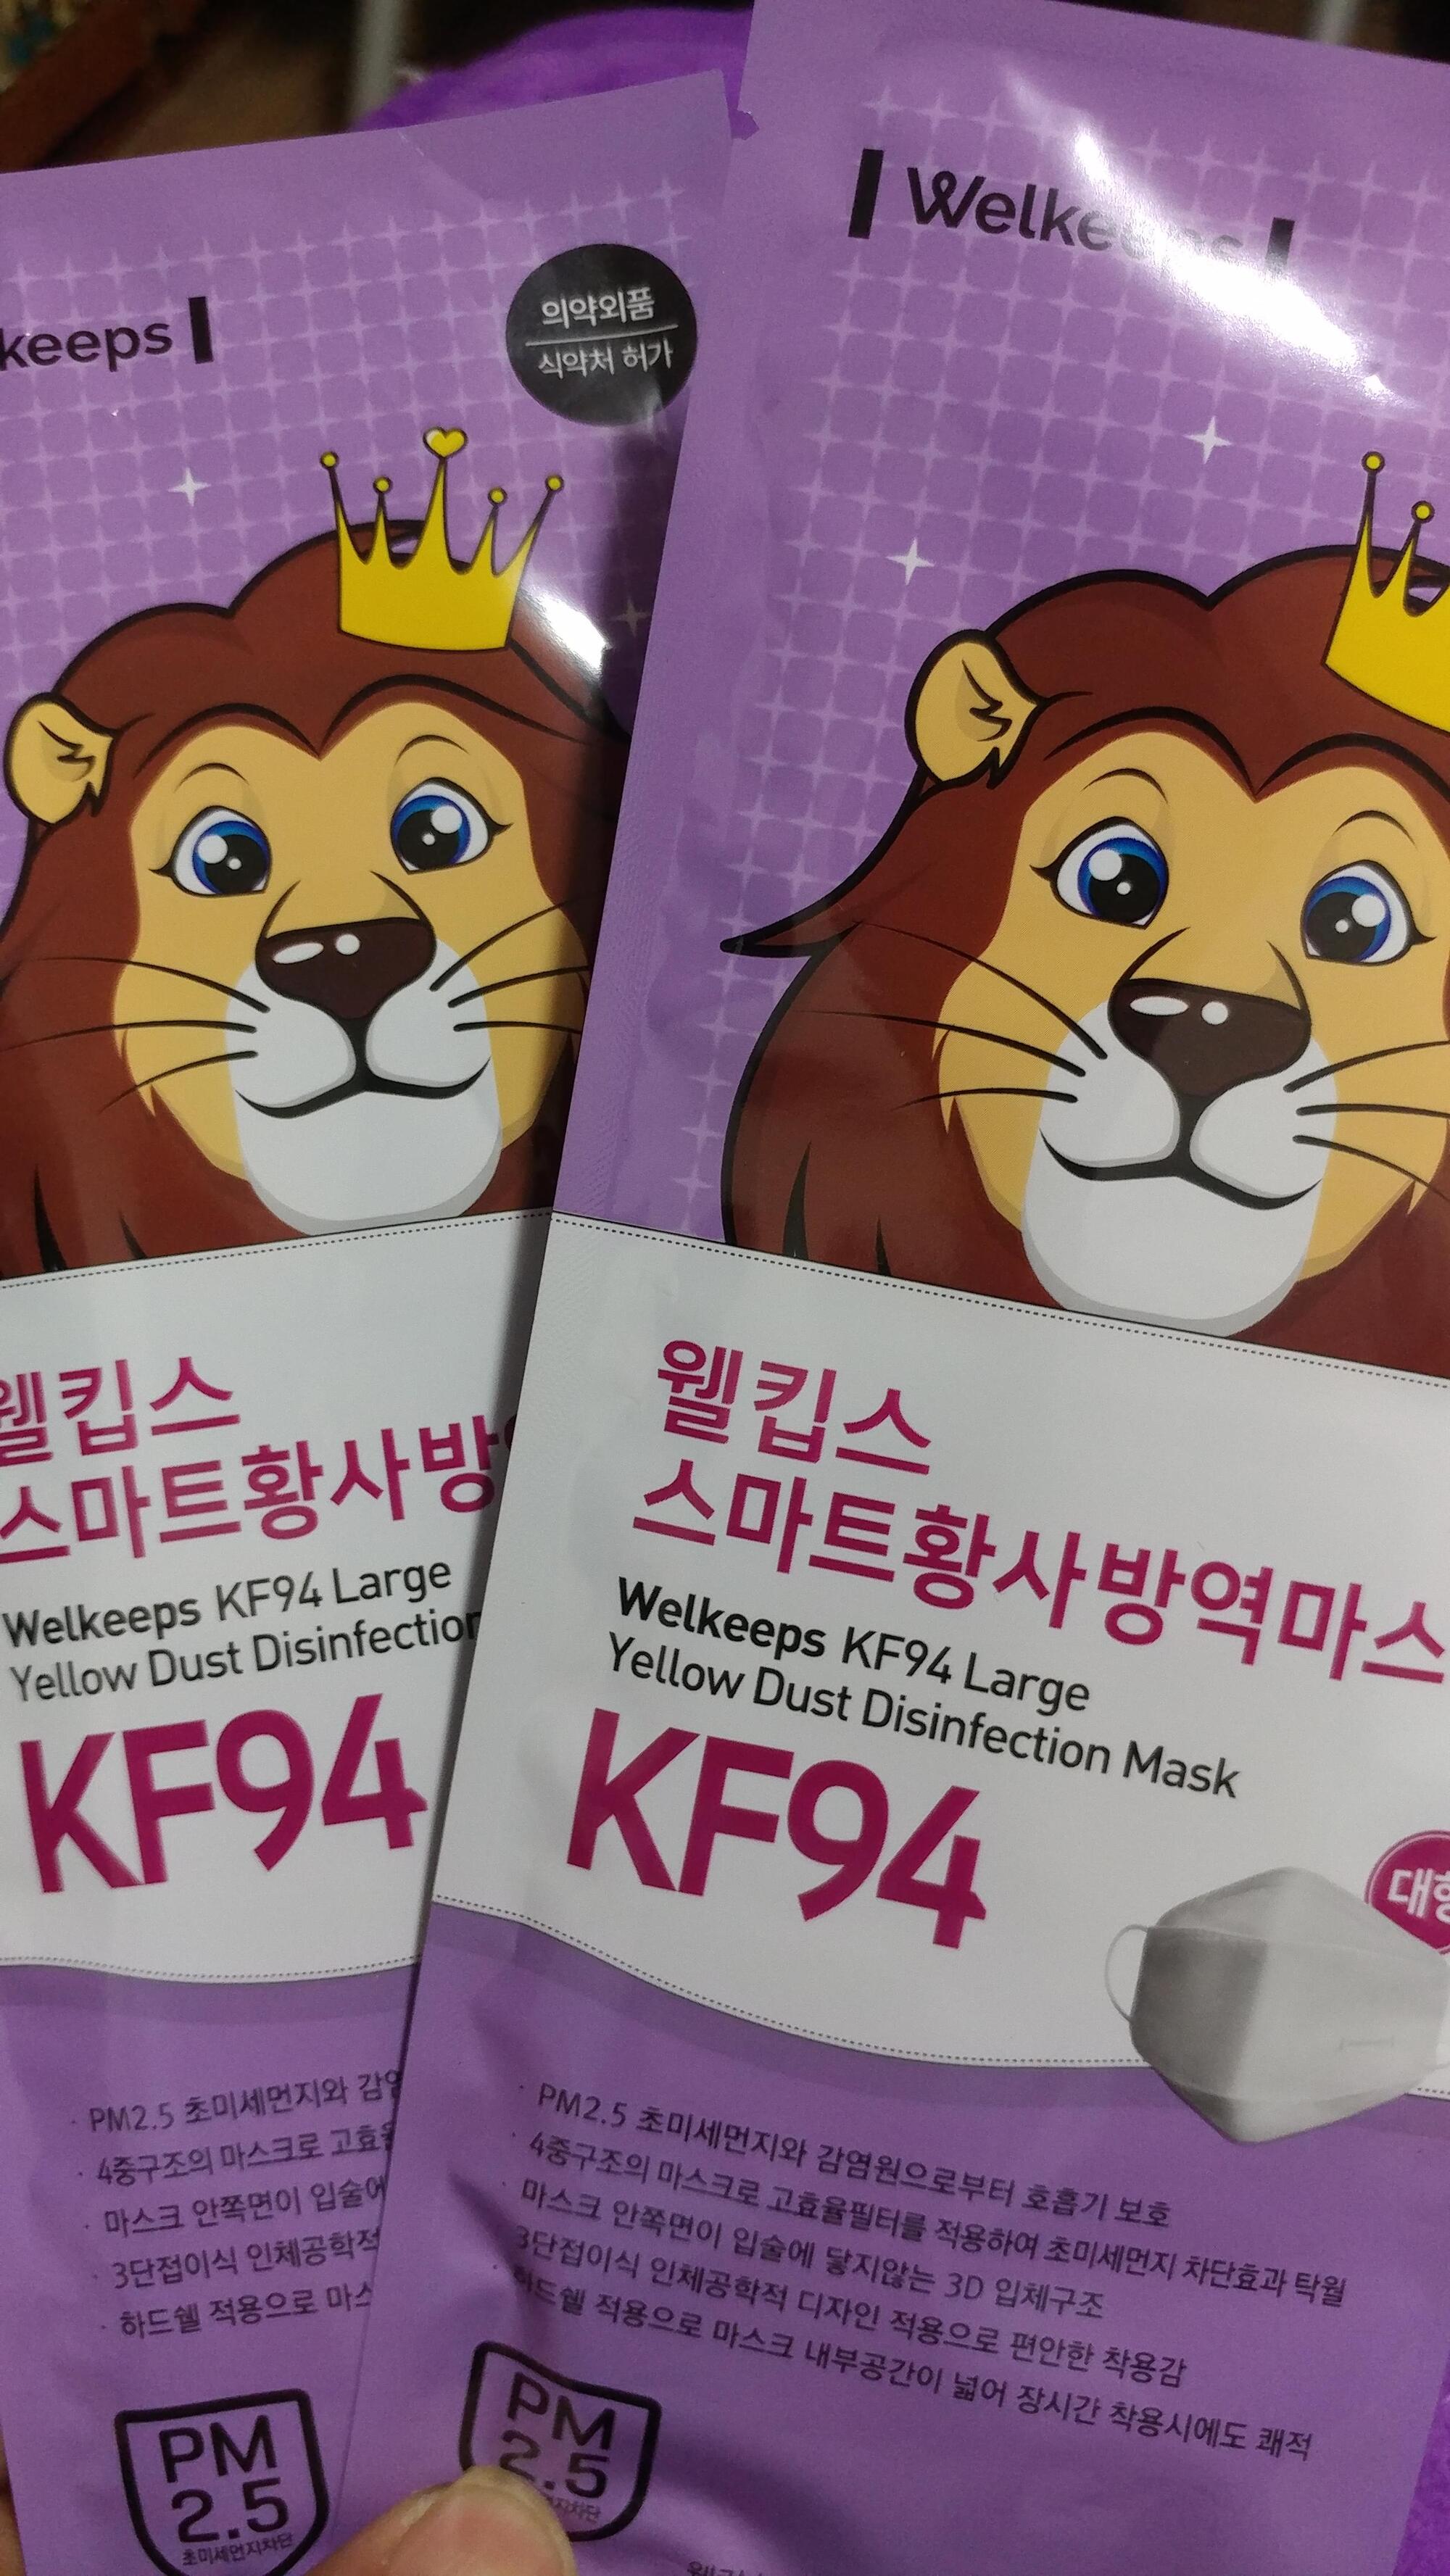 keeps
의약외품
식약처 허가
웰킵스
스마트황사방
Welkeeps KF94 Large
Yellow Dust Disinfection
KF94
· PM2.5 초미세먼지와
· 4중구조의 마스크로 고효율
· 마스크 안쪽면이 입술에
· 3단접이식 인체공학적
· 하드쉘 적용으로 마스
PM
2.5
초미세먼지차단
Welkeeps
웰킵스
스마트황사방역마스
Welkeeps KF94 Large
Yellow Dust Disinfection Mask
KF94
대형
· PM2.5 초미세먼지와 감염원으로부터 호흡기 보호
· 4중구조의 마스크로 고효율필터를 적용하여 초미세먼지 차단효과 탁월
· 마스크 안쪽면이 입술에 닿지않는 3D 입체구조
3단접이식 인체공학적 디자인 적용으로 편안한 착용감
· 하드쉘 적용으로 마스크 내부공간이 넓어 장시간 착용시에도 쾌적
PM
2.5